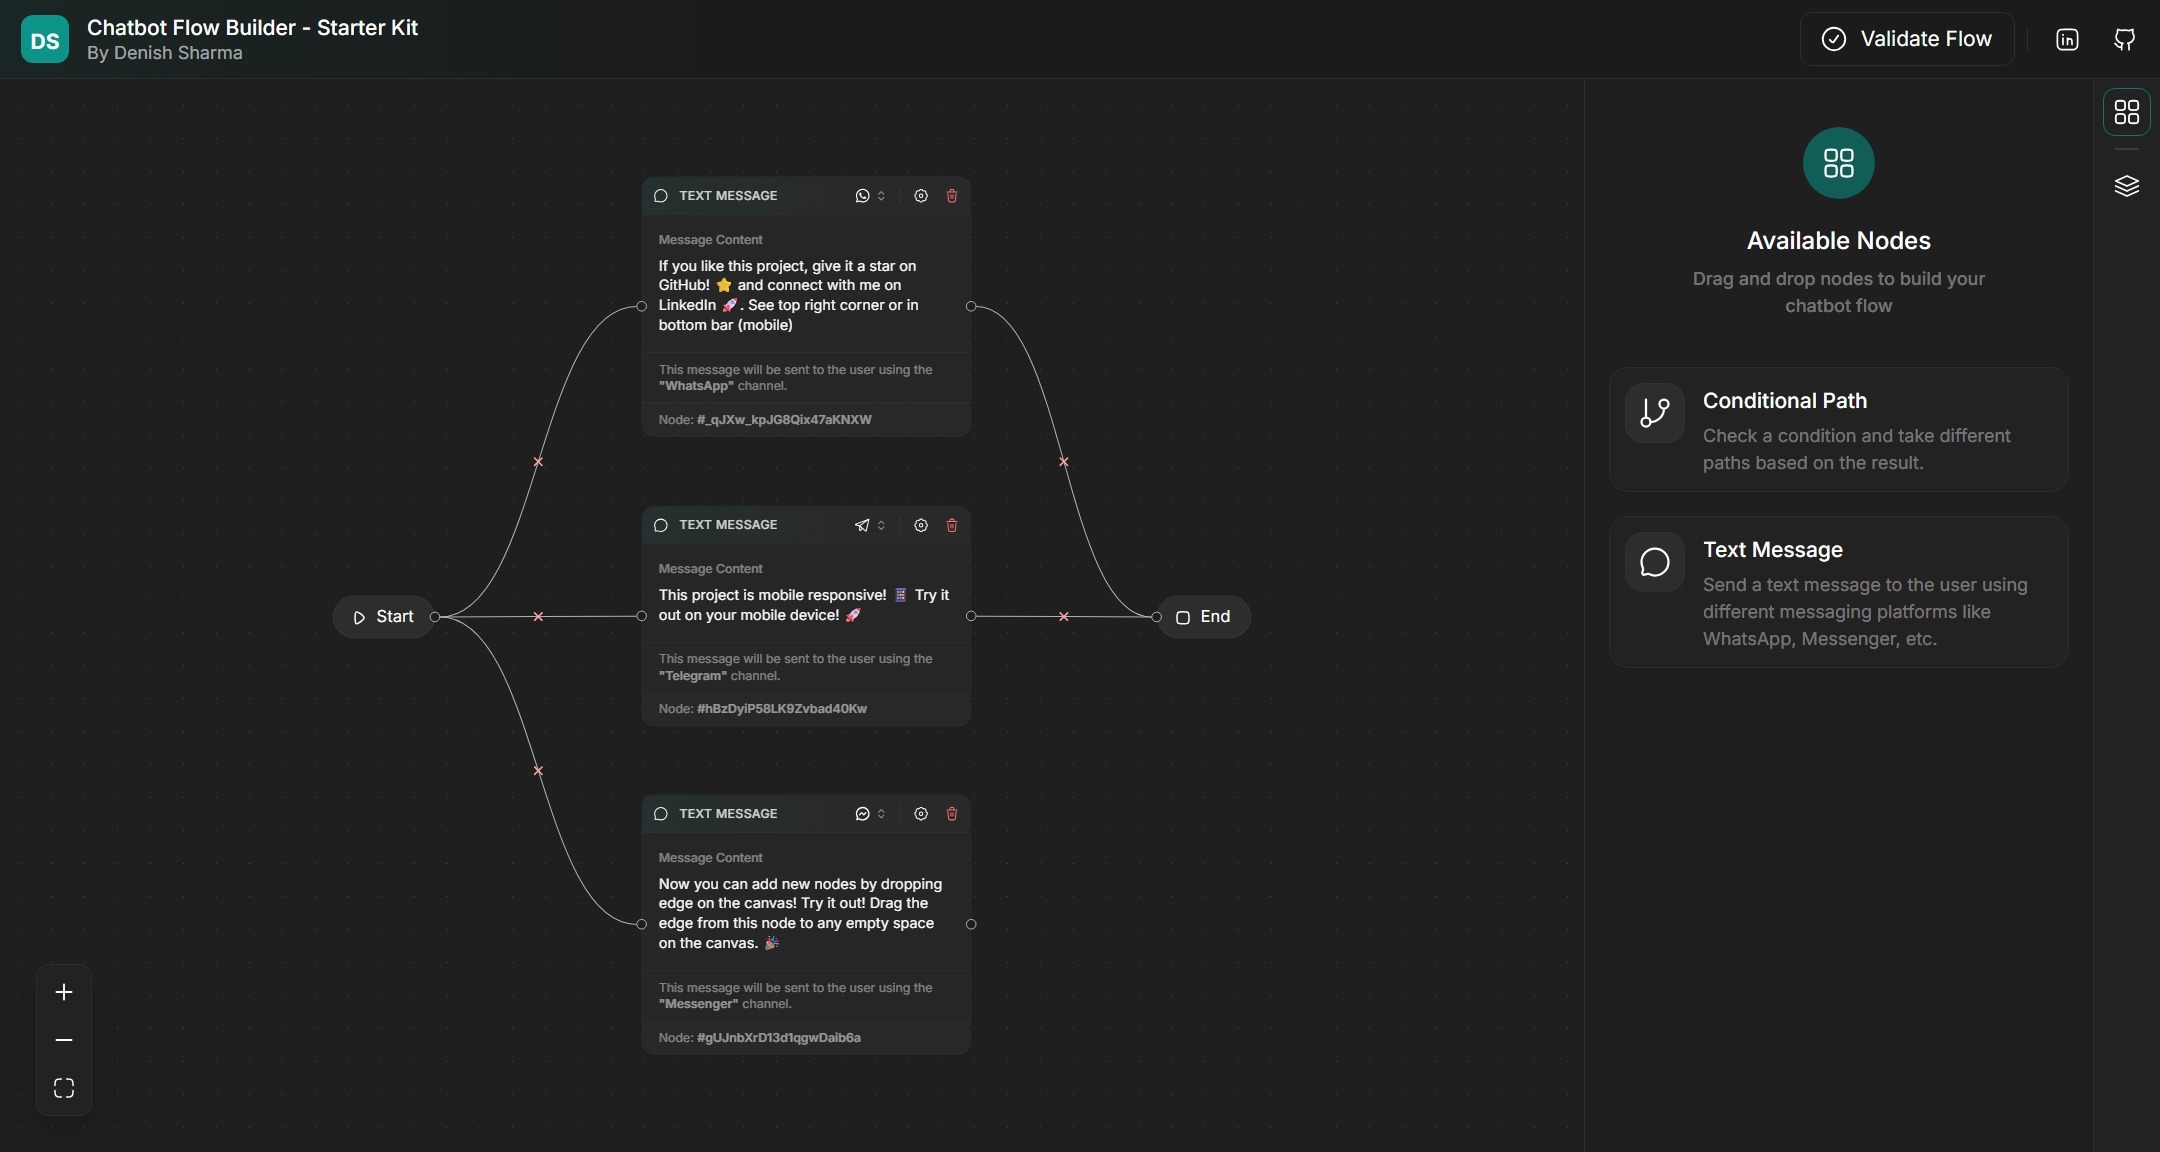 DS
Chatbot Flow Builder - Starter Kit
By Denish Sharma
Validate Flow
TEXT MESSAGE
Message Content
If you like this project, give it a star on
GitHub! ⭐ and connect with me on
LinkedIn 🚀. See top right corner or in
bottom bar (mobile)
This message will be sent to the user using the
"WhatsApp" channel.
Node: #_qJXw_kpJG8Qix47aKNXW
Start
TEXT MESSAGE
Message Content
This project is mobile responsive! 📱 Try it
out on your mobile device! 🚀
This message will be sent to the user using the
"Telegram" channel.
Node: #hBzDyiP58LK9Zvbad40Kw
End
TEXT MESSAGE
Message Content
Now you can add new nodes by dropping
edge on the canvas! Try it out! Drag the
edge from this node to any empty space
on the canvas. 🎉
This message will be sent to the user using the
"Messenger" channel.
Node: #gUJnbXrD13d1qgwDaib6a
Available Nodes
Drag and drop nodes to build your
chatbot flow
Conditional Path
Check a condition and take different
paths based on the result.
Text Message
Send a text message to the user using
different messaging platforms like
WhatsApp, Messenger, etc.